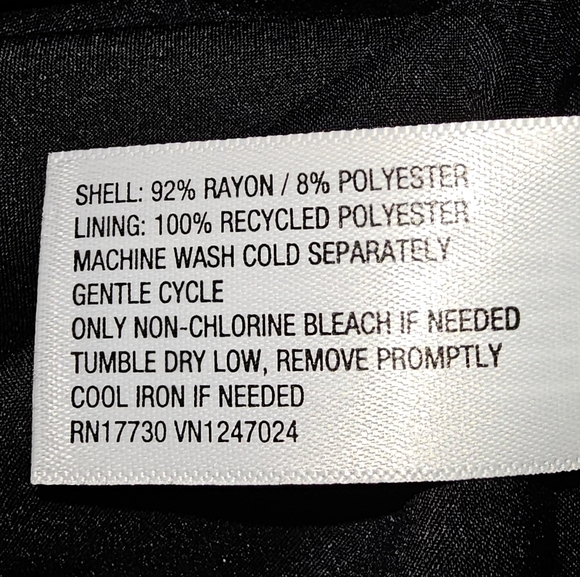 SHELL: 92% RAYON / 8% POLYESTER
LINING: 100% RECYCLED POLYESTER
MACHINE WASH COLD SEPARATELY
GENTLE CYCLE
ONLY NON-CHLORINE BLEACH IF NEEDED
TUMBLE DRY LOW, REMOVE PROMPTLY
COOL IRON IF NEEDED
RN17730 VN1247024